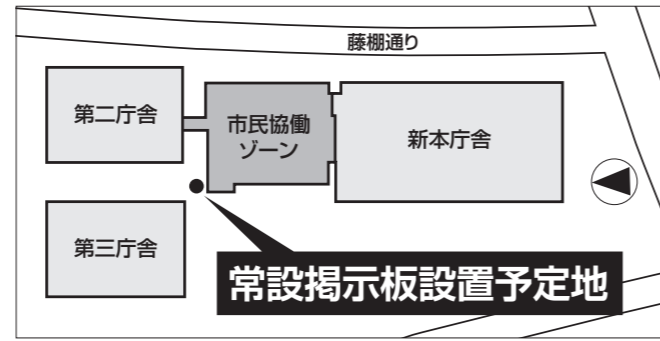 藤棚通り
第二庁舎
市民協働
ゾーン
新本庁舎
第三庁舎
常設掲示板設置予定地